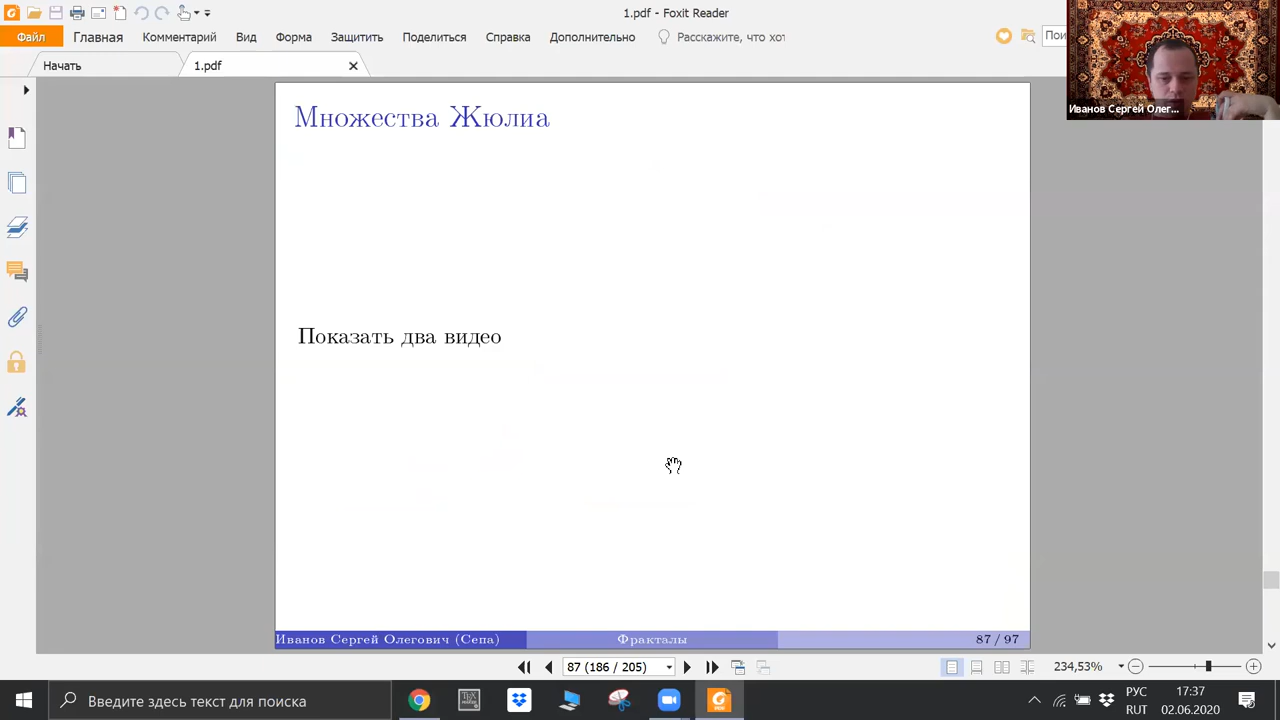 1.pdf - Foxit Reader
Файл Главная Комментарий Вид Форма Защитить Поделиться Справка Дополнительно Расскажите, что хот Пои
Начать 1.pdf
Иванов Сергей Олег...
Множества Жюлиа
Показать два видео
Иванов Сергей Олегович (Сепа) Фракталы 87 / 97
87 (186 / 205) 234,53%
Введите здесь текст для поиска
РУС 17:37
RUT 02.06.2020